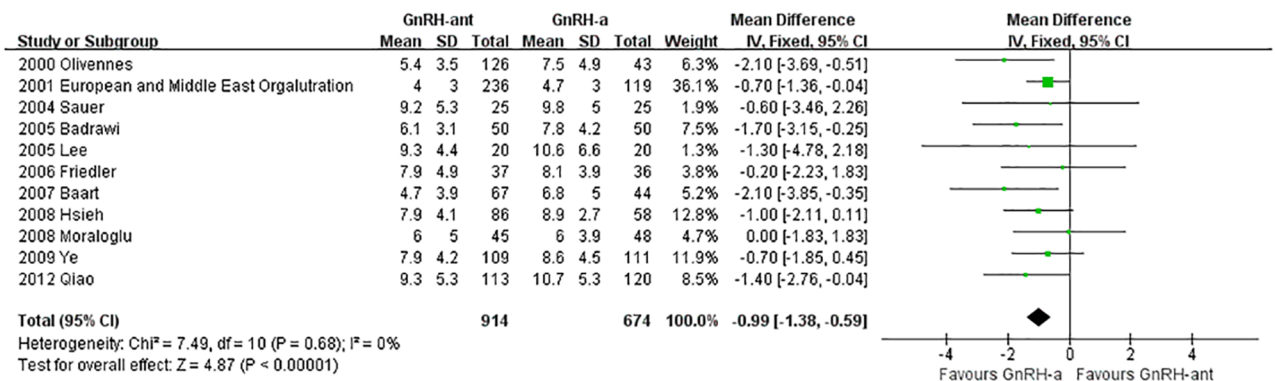 GnRH-ant GnRH-a Mean Difference Mean Difference
Study or Subgroup Mean SD Total Mean SD Total Weight IV, Fixed, 95% CI IV, Fixed, 95% CI
2000 Olivennes 5.4 3.5 126 7.5 4.9 43 6.3% -2.10 [-3.69, -0.51]
2001 European and Middle East Orgalutration 4 3 236 4.7 3 119 36.1% -0.70 [-1.36, -0.04]
2004 Sauer 9.2 5.3 25 9.8 5 25 1.9% -0.60 [-3.46, 2.26]
2005 Badrawi 6.1 3.1 50 7.8 4.2 50 7.5% -1.70 [-3.15, -0.25]
2005 Lee 9.3 4.4 20 10.6 6.6 20 1.3% -1.30 [-4.78, 2.18]
2006 Friedler 7.9 4.9 37 8.1 3.9 36 3.8% -0.20 [-2.23, 1.83]
2007 Baart 4.7 3.9 67 6.8 5 44 5.2% -2.10 [-3.85, -0.35]
2008 Hsieh 7.9 4.1 86 8.9 2.7 58 12.8% -1.00 [-2.11, 0.11]
2008 Moraloglu 6 5 45 6 3.9 48 4.7% 0.00 [-1.83, 1.83]
2009 Ye 7.9 4.2 109 8.6 4.5 111 11.9% -0.70 [-1.85, 0.45]
2012 Qiao 9.3 5.3 113 10.7 5.3 120 8.5% -1.40 [-2.76, -0.04]
Total (95% CI) 914 674 100.0% -0.99 [-1.38, -0.59]
Heterogeneity: Chi² = 7.49, df = 10 (P = 0.68); I² = 0%
Test for overall effect: Z = 4.87 (P < 0.00001)
-4 -2 0 2 4
Favours GnRH-a Favours GnRH-ant